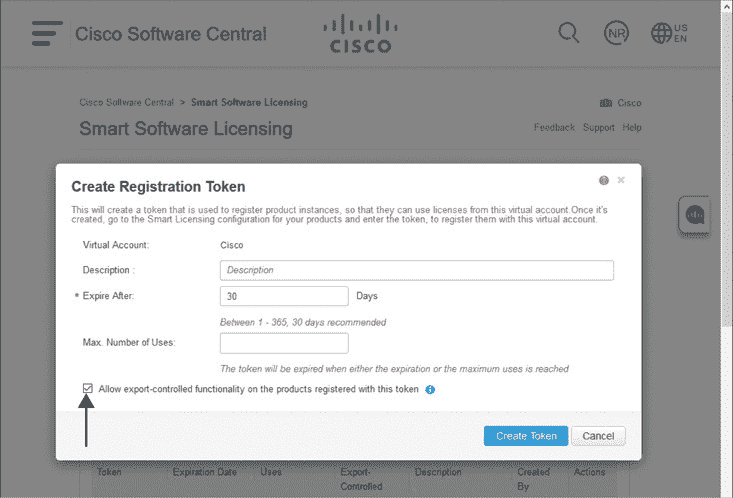 Cisco Software Central
CISCO
NR
US
EN
Cisco Software Central > Smart Software Licensing
Cisco
Smart Software Licensing
Feedback Support Help
Create Registration Token
This will create a token that is used to register product instances, so that they can use licenses from this virtual account.Once it's
created, go to the Smart Licensing configuration for your products and enter the token, to register them with this virtual account.
Virtual Account: Cisco
Description : Description
* Expire After: 30 Days
Between 1 - 365, 30 days recommended
Max. Number of Uses:
The token will be expired when either the expiration or the maximum uses is reached
Allow export-controlled functionality on the products registered with this token
Create Token Cancel
Token Expiration Date Uses Export- Description Created Actions
Controlled By